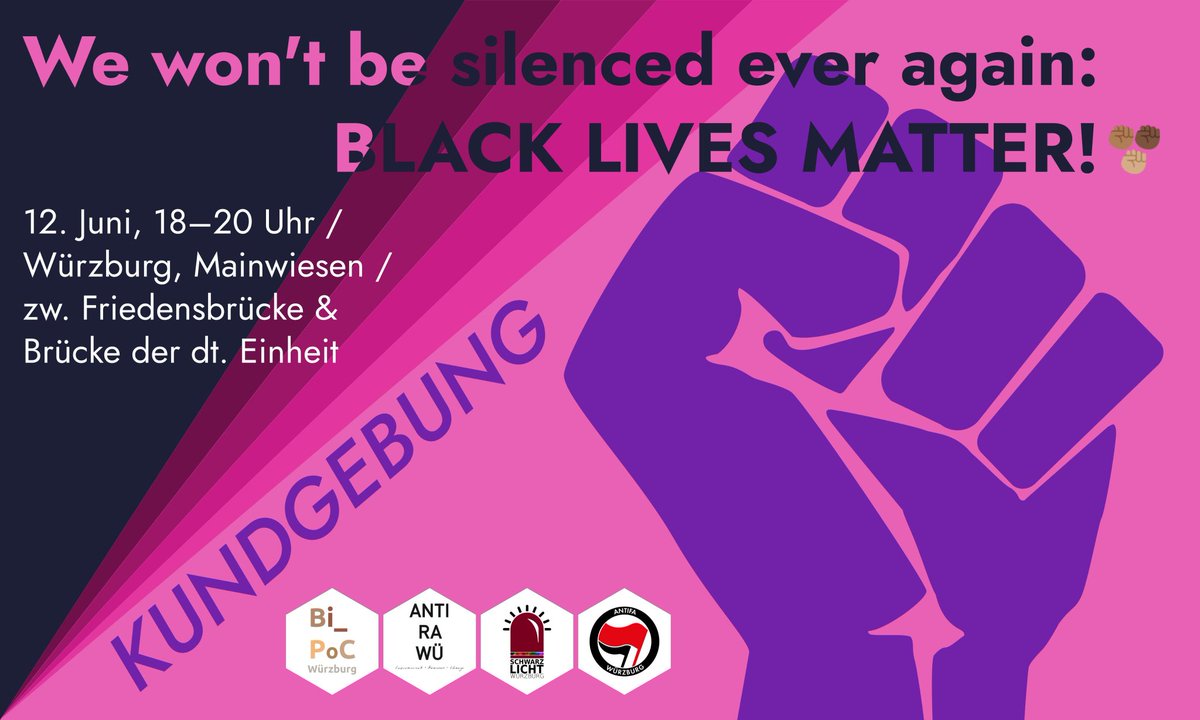 We won't be silenced ever again:
BLACK LIVES MATTER!
12. Juni, 18–20 Uhr /
Würzburg, Mainwiesen /
zw. Friedensbrücke &
Brücke der dt. Einheit
KUNDGEBUNG
Bi_
PoC
Würzburg
ANTI
RA
WÜ
SCHWARZ
LICHT
WÜRZBURG
ANTIFA
WÜRZBURG